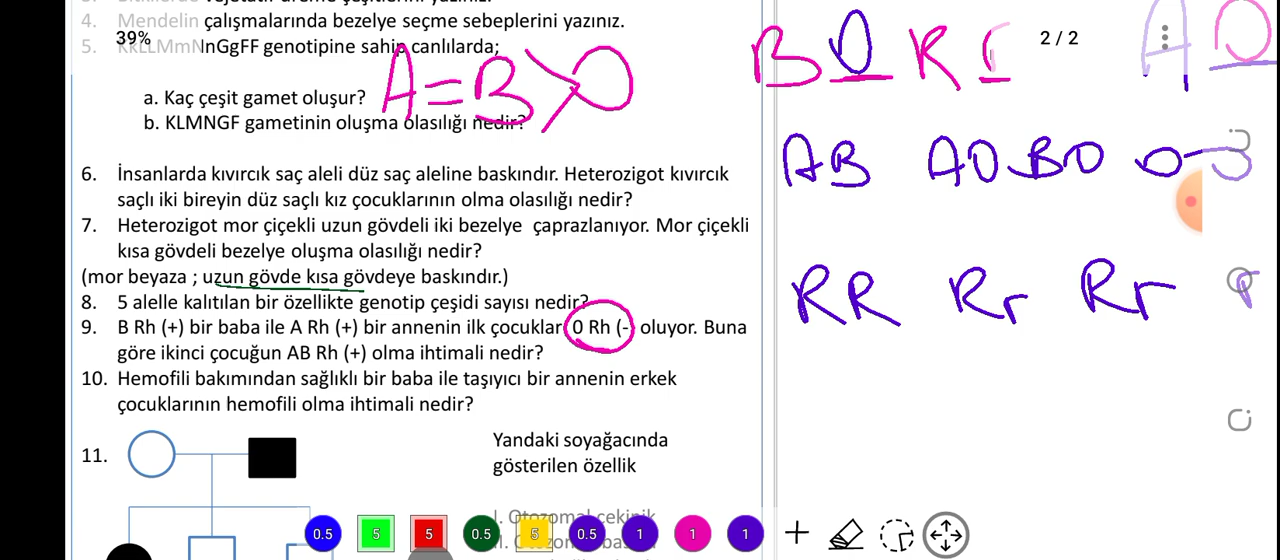 4. Mendelin çalışmalarında bezelye seçme sebeplerini yazınız.
39%
5. KkLLMmNnGgFF genotipine sahip canlılarda;
A = B > O
B O R r
2 / 2
A O
a. Kaç çeşit gamet oluşur?
b. KLMNGF gametinin oluşma olasılığı nedir?
AB AO BO O
6. İnsanlarda kıvırcık saç aleli düz saç aleline baskındır. Heterozigot kıvırcık
saçlı iki bireyin düz saçlı kız çocuklarının olma olasılığı nedir?
7. Heterozigot mor çiçekli uzun gövdeli iki bezelye çaprazlanıyor. Mor çiçekli
kısa gövdeli bezelye oluşma olasılığı nedir?
(mor beyaza ; uzun gövde kısa gövdeye baskındır.)
RR Rr Rr
8. 5 alelle kalıtılan bir özellikte genotip çeşidi sayısı nedir?
9. B Rh (+) bir baba ile A Rh (+) bir annenin ilk çocukları 0 Rh (-) oluyor. Buna
göre ikinci çocuğun AB Rh (+) olma ihtimali nedir?
10. Hemofili bakımından sağlıklı bir baba ile taşıyıcı bir annenin erkek
çocuklarının hemofili olma ihtimali nedir?
11.
Yandaki soyağacında
gösterilen özellik
I. Otozomal çekinik
0.5 5 5 0.5 5 0.5 1 1 1